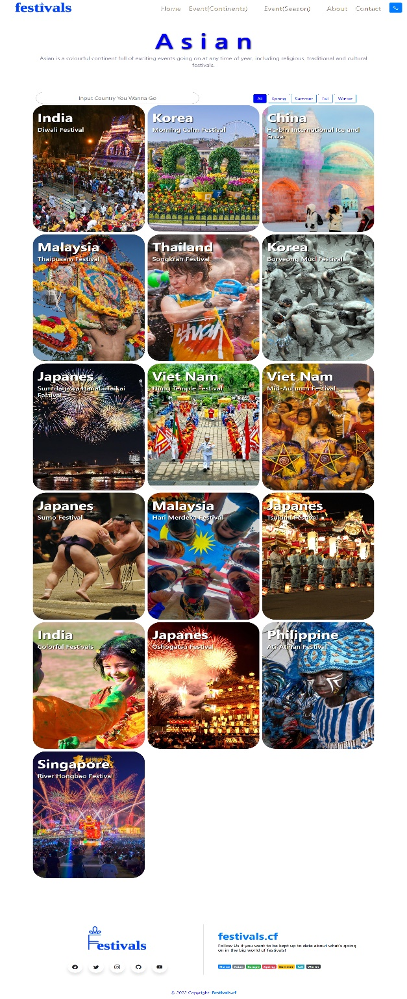 festivals
Home Event(Continents) Event(Season) About Contact
Asian
Asian is a colourful continent full of exciting events going on at any time of year, including religious, traditional and cultural
festivals.
Input Country You Wanna Go
All Spring Summer Fall Winter
India
Diwali Festival
Korea
Morning Calm Festival
China
Harbin International Ice and
Snow
Malaysia
Thaipusam Festival
Thailand
Songkran Festival
Korea
Boryeong Mud Festival
Japanes
Sumidagawa Hanabi Taikai
Festival
Viet Nam
Hung Temple Festival
Viet Nam
Mid-Autumn Festival
Japanes
Sumo Festival
Malaysia
Hari Merdeka Festival
Japanes
Tsukimi Festival
India
Colorful Festivals
Japanes
Oshogatsu Festival
Philippine
Ati-Atihan Festival
Singapore
River Hongbao Festival
Festivals
festivals.cf
Follow Us if you want to be kept up to date about what's going
on in the big world of festivals!
Home Asian Europe Spring Summer Fall Winter
© 2022 Copyright: Festivals.cf